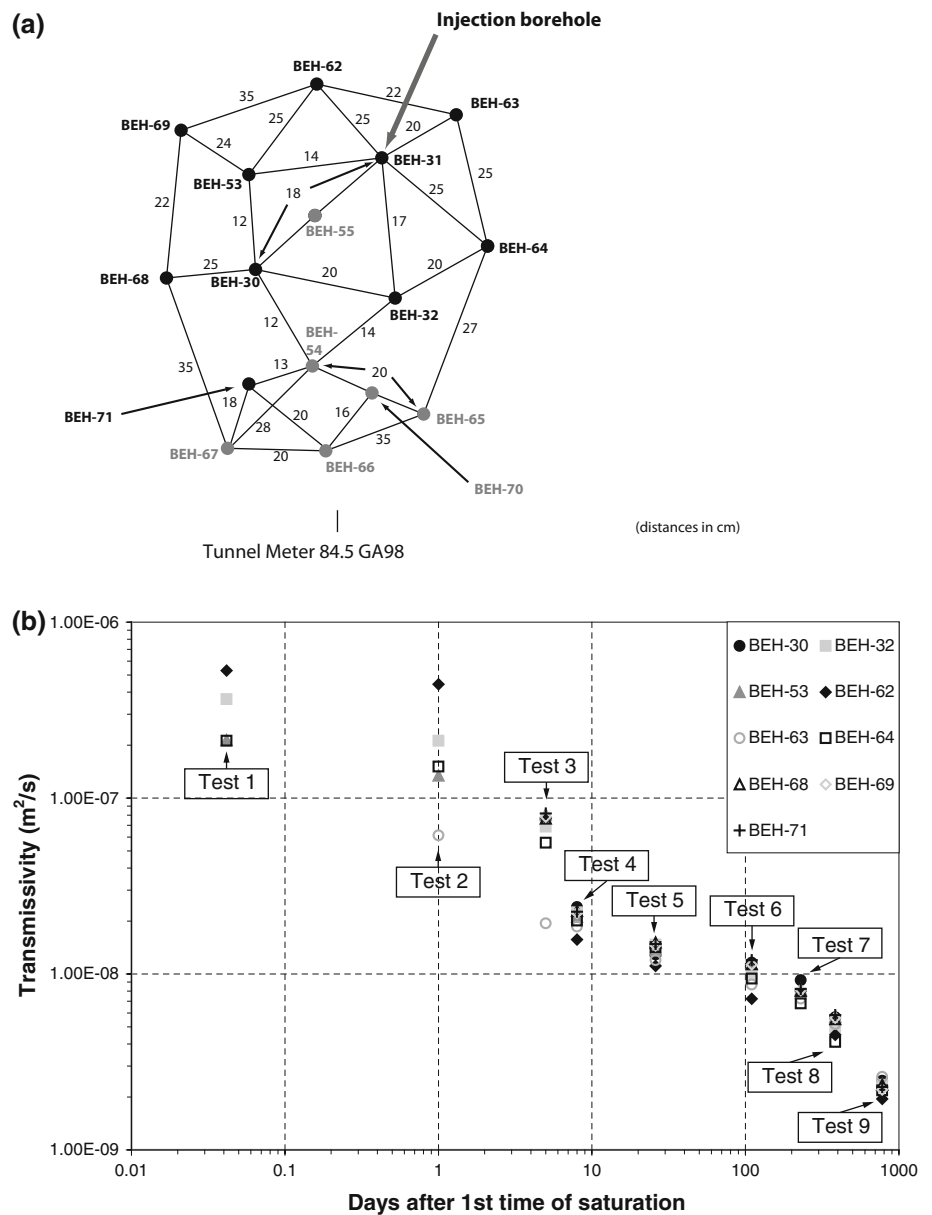 (a)
Injection borehole
BEH-62
35
22
BEH-63
BEH-69
25
25
20
24
14
BEH-31
BEH-53
18
25
25
22
12
17
BEH-55
BEH-64
25
20
20
BEH-68
BEH-30
BEH-32
12
BEH-
54
14
27
35
13
20
BEH-71
18
20
16
BEH-65
28
35
BEH-67
20
BEH-66
BEH-70
(distances in cm)
Tunnel Meter 84.5 GA98
(b)
1.00E-06
BEH-30 BEH-32
BEH-53 BEH-62
BEH-63 BEH-64
BEH-68 BEH-69
BEH-71
Test 1
Test 3
1.00E-07
Test 2
Test 4
Test 5
Test 6
Test 7
1.00E-08
Test 8
Test 9
1.00E-09
Transmissivity (m²/s)
0.01 0.1 1 10 100 1000
Days after 1st time of saturation